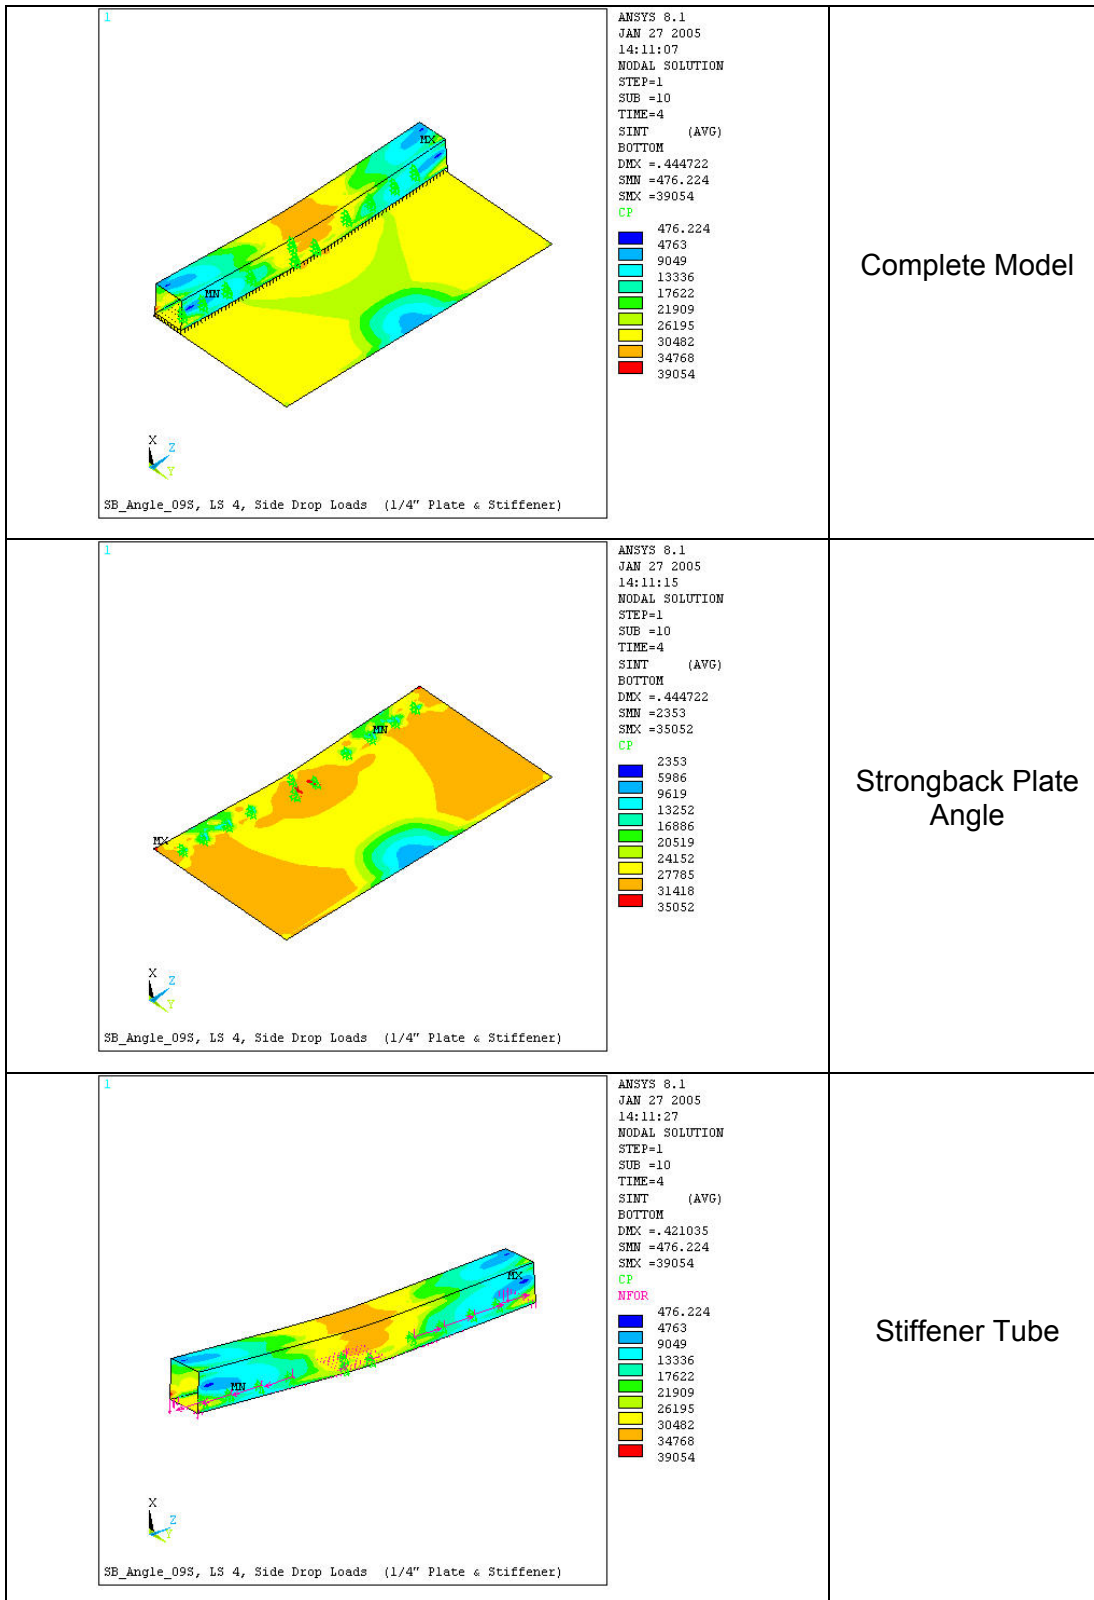 1
ANSYS 8.1
JAN 27 2005
14:11:07
NODAL SOLUTION
STEP=1
SUB =10
TIME=4
SINT (AVG)
BOTTOM
DMX =.444722
SMN =476.224
SMX =39054
CP
476.224
4763
9049
13336
17622
21909
26195
30482
34768
39054
MX
MN
X
Z
Y
SB_Angle_09S, LS 4, Side Drop Loads (1/4" Plate & Stiffener)
Complete Model
1
ANSYS 8.1
JAN 27 2005
14:11:15
NODAL SOLUTION
STEP=1
SUB =10
TIME=4
SINT (AVG)
BOTTOM
DMX =.444722
SMN =2353
SMX =35052
CP
2353
5986
9619
13252
16886
20519
24152
27785
31418
35052
MN
MX
X
Z
Y
SB_Angle_09S, LS 4, Side Drop Loads (1/4" Plate & Stiffener)
Strongback Plate
Angle
1
ANSYS 8.1
JAN 27 2005
14:11:27
NODAL SOLUTION
STEP=1
SUB =10
TIME=4
SINT (AVG)
BOTTOM
DMX =.421035
SMN =476.224
SMX =39054
CP
NFOR
476.224
4763
9049
13336
17622
21909
26195
30482
34768
39054
MX
MN
X
Z
Y
SB_Angle_09S, LS 4, Side Drop Loads (1/4" Plate & Stiffener)
Stiffener Tube